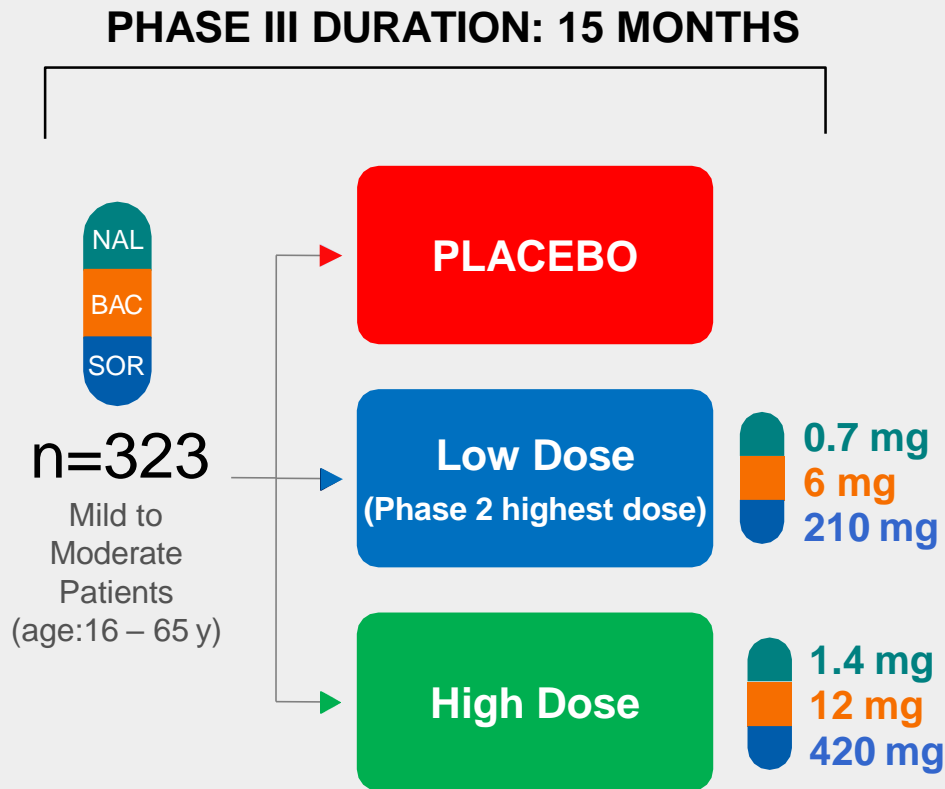 PHASE III DURATION: 15 MONTHS
NAL
BAC
SOR
n=323
Mild to
Moderate
Patients
(age:16 – 65 y)
PLACEBO
Low Dose
(Phase 2 highest dose)
0.7 mg
6 mg
210 mg
High Dose
1.4 mg
12 mg
420 mg